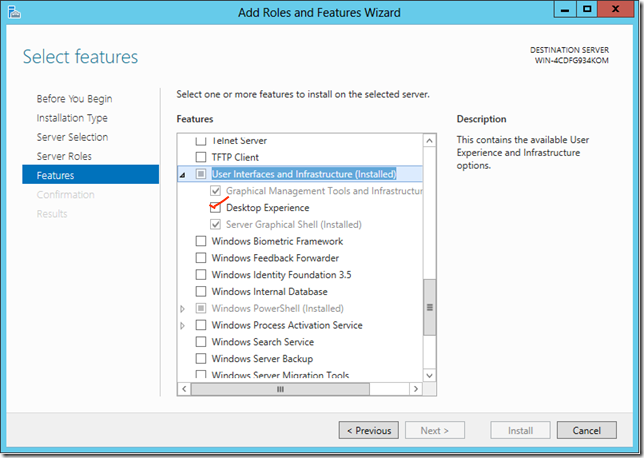 Add Roles and Features Wizard
Select features
DESTINATION SERVER
WIN-4CDFG934KOM
Before You Begin
Installation Type
Server Selection
Server Roles
Features
Confirmation
Results
Select one or more features to install on the selected server.
Features
Telnet Server
TFTP Client
User Interfaces and Infrastructure (Installed)
Graphical Management Tools and Infrastructur
Desktop Experience
Server Graphical Shell (Installed)
Windows Biometric Framework
Windows Feedback Forwarder
Windows Identity Foundation 3.5
Windows Internal Database
Windows PowerShell (Installed)
Windows Process Activation Service
Windows Search Service
Windows Server Backup
Windows Server Migration Tools
Description
This contains the available User
Experience and Infrastructure
options.
< Previous
Next >
Install
Cancel